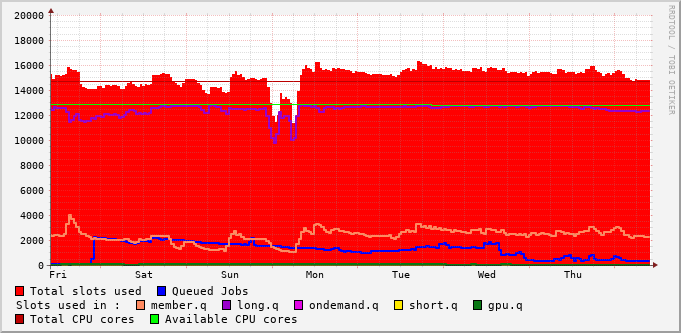 20000
18000
16000
14000
12000
10000
8000
6000
4000
2000
0
Fri Sat Sun Mon Tue Wed Thu
RRDTOOL / TOBI OETIKER
Total slots used Queued Jobs
Slots used in : member.q long.q ondemand.q short.q gpu.q
Total CPU cores Available CPU cores